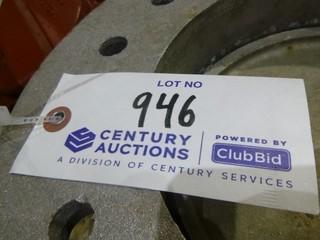 LOT NO
946
CENTURY
AUCTIONS
POWERED BY
ClubBid
A DIVISION OF CENTURY SERVICES